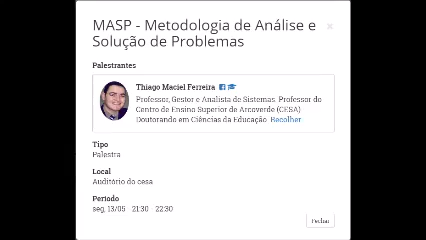 MASP - Metodologia de Análise e
Solução de Problemas
×
Palestrantes
Thiago Maciel Ferreira
Professor, Gestor e Analista de Sistemas. Professor do
Centro de Ensino Superior de Arcoverde (CESA)
Doutorando em Ciências da Educação. Recolher
Tipo
Palestra
Local
Auditório do cesa
Período
seg, 13/05 - 21:30 - 22:30
Fechar